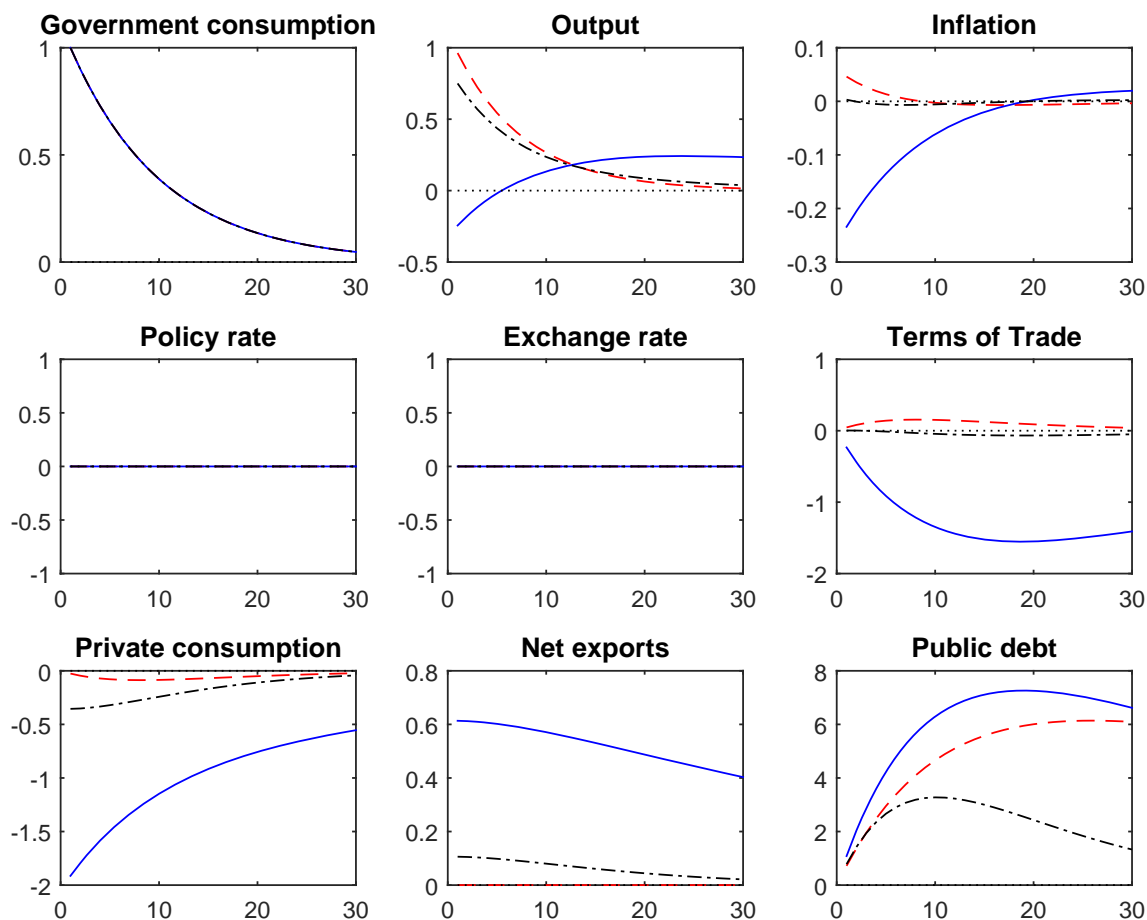 Government consumption
1
0.5
0
0 10 20 30
Output
1
0.5
0
-0.5
0 10 20 30
Inflation
0.1
0
-0.1
-0.2
-0.3
0 10 20 30
Policy rate
1
0.5
0
-0.5
-1
0 10 20 30
Exchange rate
1
0.5
0
-0.5
-1
0 10 20 30
Terms of Trade
1
0
-1
-2
0 10 20 30
Private consumption
0
-0.5
-1
-1.5
-2
0 10 20 30
Net exports
0.8
0.6
0.4
0.2
0
0 10 20 30
Public debt
8
6
4
2
0
0 10 20 30